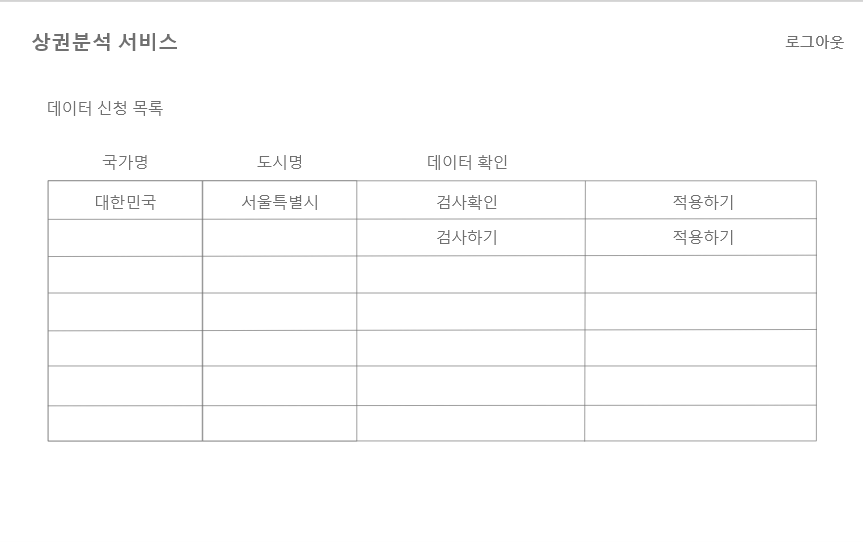 상권분석 서비스 로그아웃
데이터 신청 목록
국가명 도시명 데이터 확인
대한민국 서울특별시 검사확인 적용하기
검사하기 적용하기